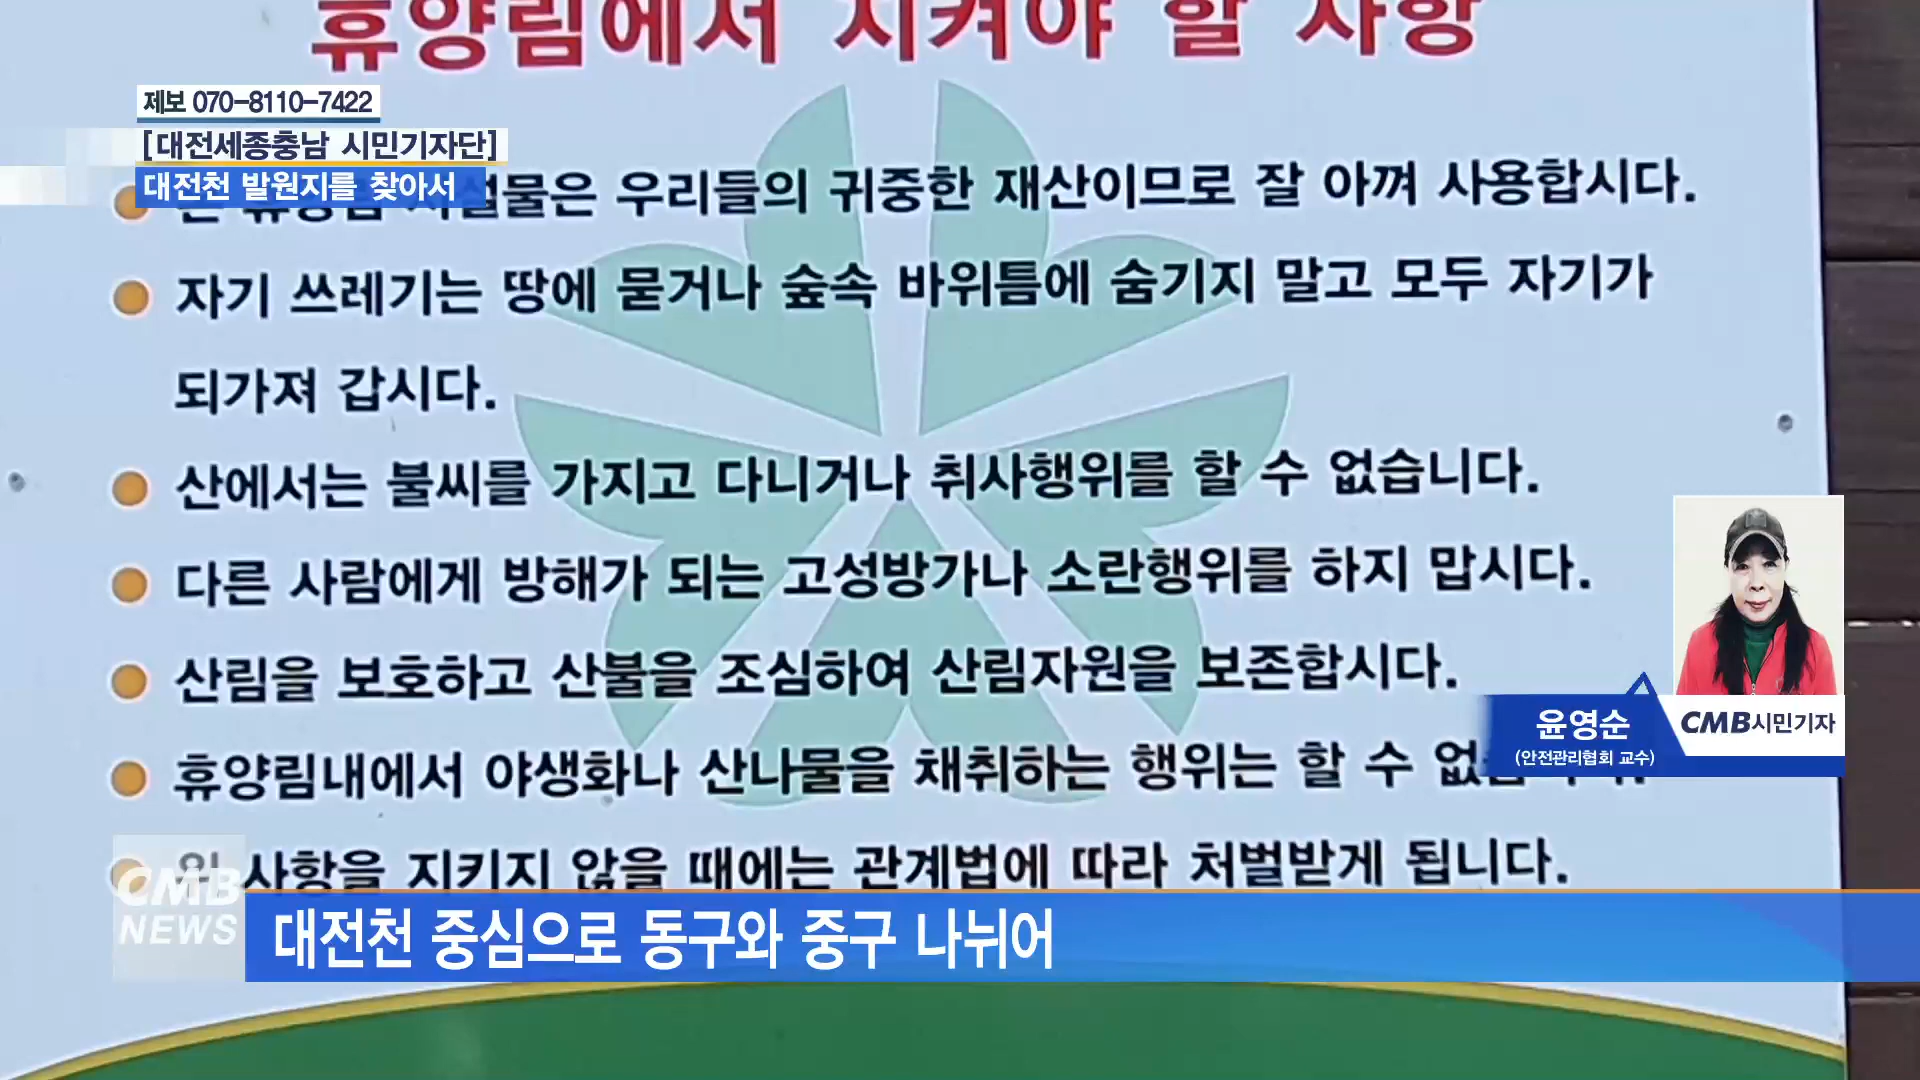 휴양림에서 지켜야 할 사항
제보 070-8110-7422
[대전세종충남 시민기자단]
대전천 발원지를 찾아서
우리들의 귀중한 재산이므로 잘 아껴 사용합시다.
자기 쓰레기는 땅에 묻거나 숲속 바위틈에 숨기지 말고 모두 자기가
되가져 갑시다.
산에서는 불씨를 가지고 다니거나 취사행위를 할 수 없습니다.
다른 사람에게 방해가 되는 고성방가나 소란행위를 하지 맙시다.
산림을 보호하고 산불을 조심하여 산림자원을 보존합시다.
휴양림내에서 야생화나 산나물을 채취하는 행위는 할 수
사항을 지키지 않을 때에는 관계법에 따라 처벌받게 됩니다.
윤영순
(안전관리협회 교수)
CMB시민기자
CMB
NEWS
대전천 중심으로 동구와 중구 나뉘어